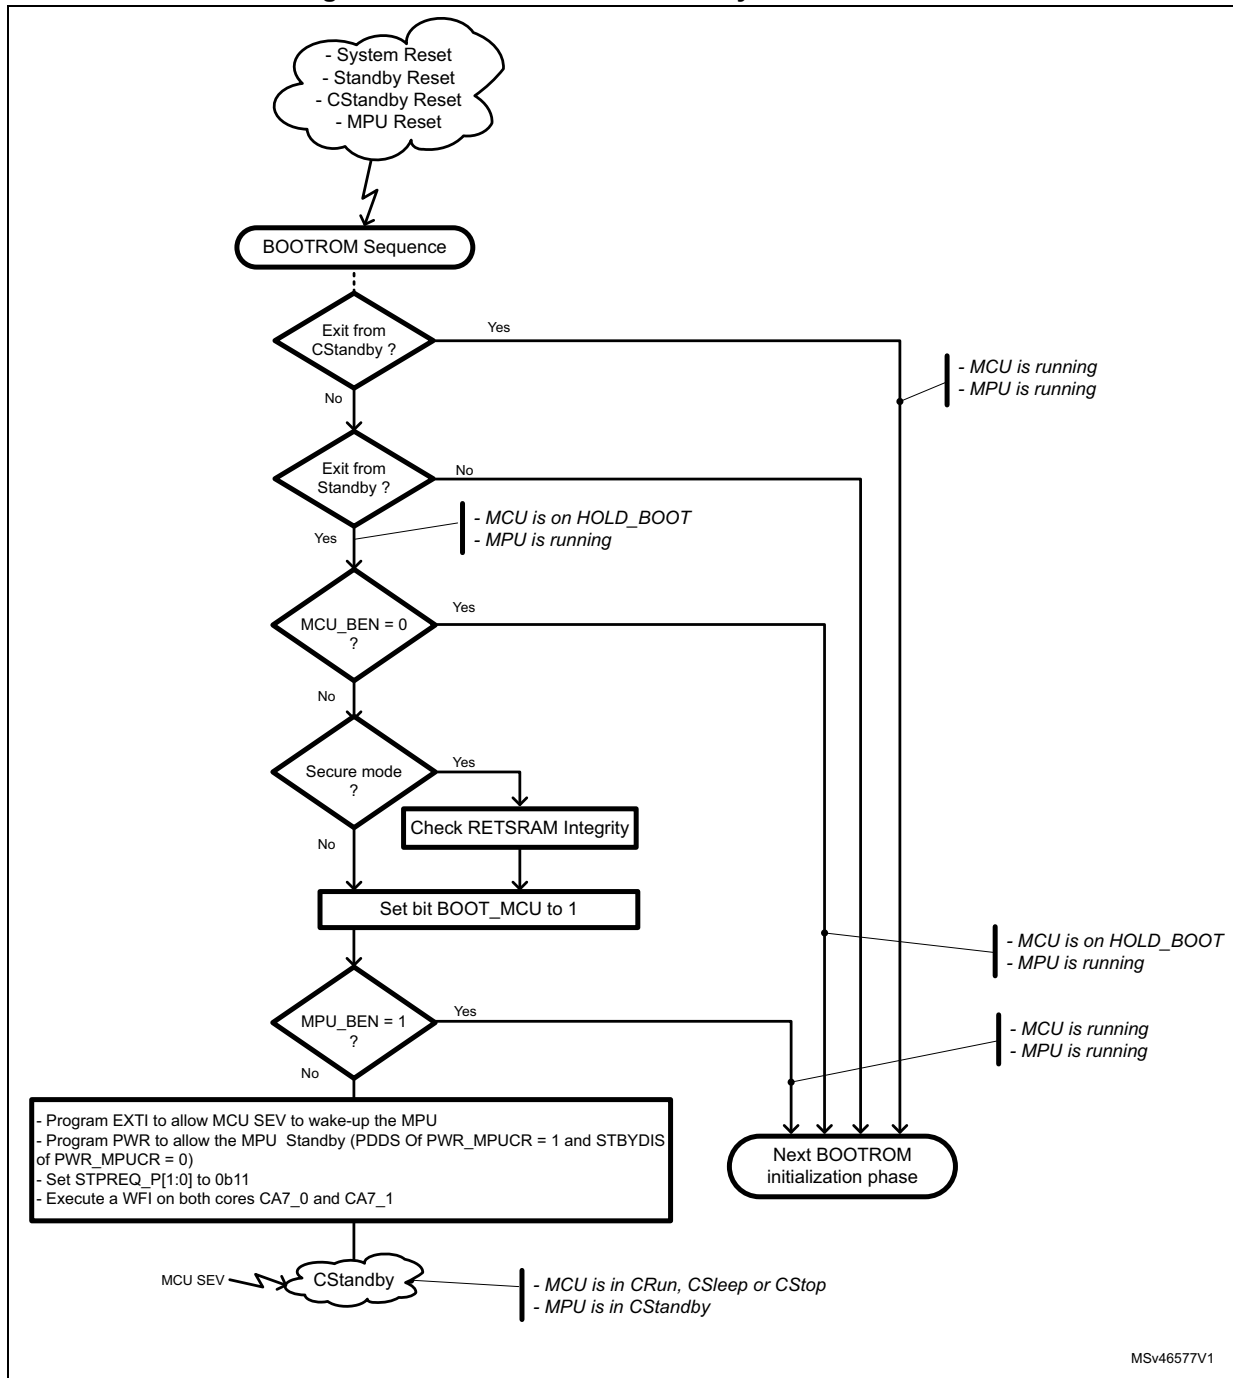 - System Reset
- Standby Reset
- CStandby Reset
- MPU Reset
BOOTROM Sequence
Exit from
CStandby ?
Yes
- MCU is running
- MPU is running
No
Exit from
Standby ?
No
- MCU is on HOLD_BOOT
- MPU is running
Yes
MCU_BEN = 0
?
Yes
No
Secure mode
?
Yes
Check RETSRAM Integrity
No
Set bit BOOT_MCU to 1
- MCU is on HOLD_BOOT
- MPU is running
MPU_BEN = 1
?
Yes
- MCU is running
- MPU is running
No
- Program EXTI to allow MCU SEV to wake-up the MPU
- Program PWR to allow the MPU  Standby (PDDS Of PWR_MPUCR = 1 and STBYDIS
of PWR_MPUCR = 0)
- Set STPREQ_P[1:0] to 0b11
- Execute a WFI on both cores CA7_0 and CA7_1
Next BOOTROM
initialization phase
MCU SEV
CStandby
- MCU is in CRun, CSleep or CStop
- MPU is in CStandby
MSv46577V1